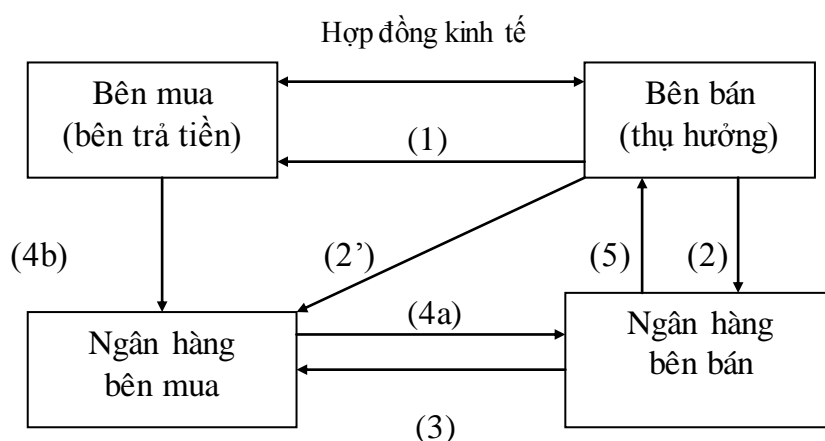 Hợp đồng kinh tế
Bên mua
(bên trả tiền)
Bên bán
(thụ hưởng)
(1)
(4b)
(2’)
(5)
(2)
(4a)
Ngân hàng
bên mua
Ngân hàng
bên bán
(3)